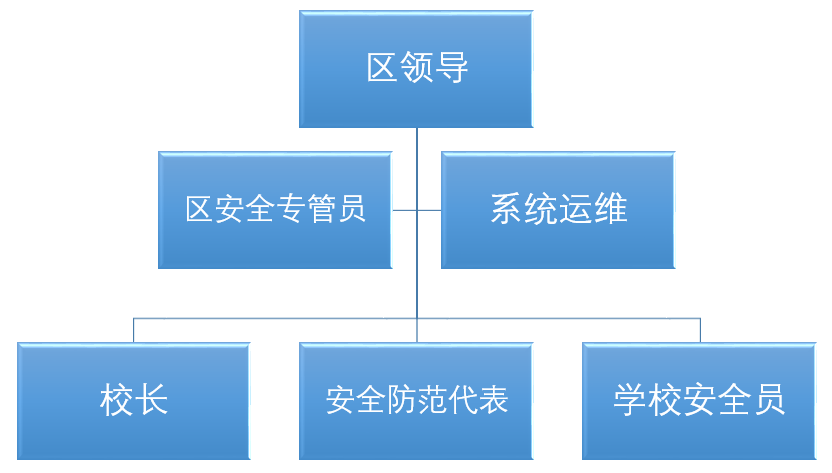 区领导
区安全专管员
系统运维
校长
安全防范代表
学校安全员